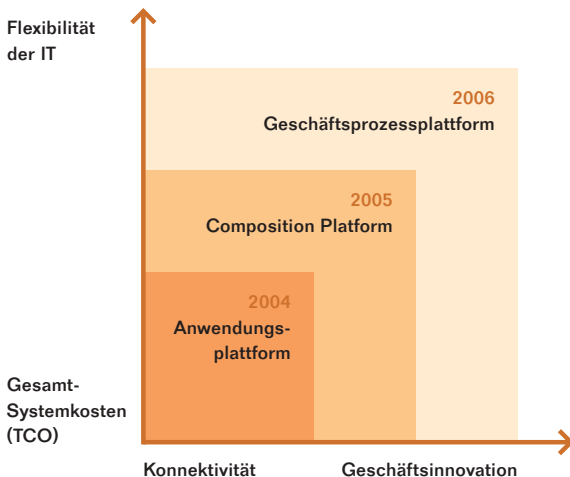 Flexibilität
der IT
2006
Geschäftsprozessplattform
2005
Composition Platform
2004
Anwendungs-
plattform
Gesamt-
Systemkosten
(TCO)
Konnektivität
Geschäftsinnovation